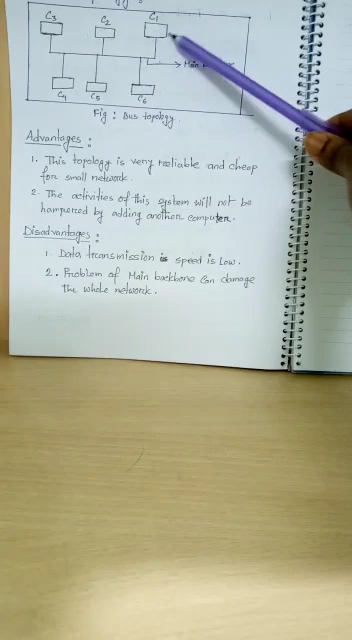 C3
C2
C1
Main
C4
C5
C6
Fig : Bus topology.
Advantages :
1. This topology is very reliable and cheap
for small network.
2. The activities of this system will not be
hampered by adding another computer.
Disadvantages :
1. Data transmission is speed is Low.
2. Problem of Main backbone Can damage
the whole network.